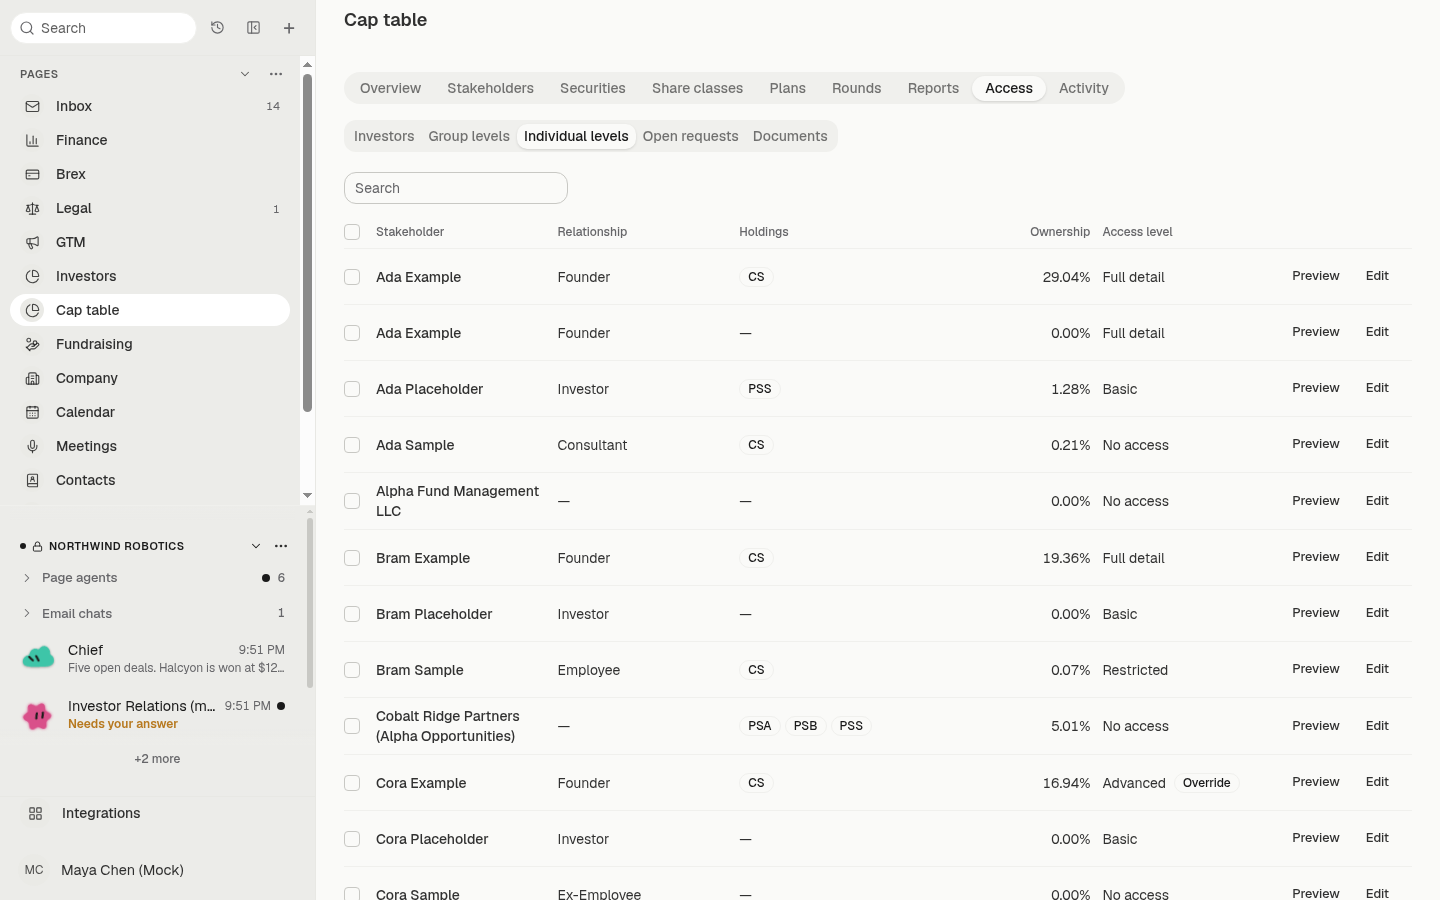 Search
PAGES
Inbox 14
Finance
Brex
Legal 1
GTM
Investors
Cap table
Fundraising
Company
Calendar
Meetings
Contacts
NORTHWIND ROBOTICS
Page agents 6
Email chats 1
Chief 9:51 PM
Five open deals. Halcyon is won at $12…
Investor Relations (m… 9:51 PM
Needs your answer
+2 more
Integrations
MC Maya Chen (Mock)
Cap table
Overview Stakeholders Securities Share classes Plans Rounds Reports Access Activity
Investors Group levels Individual levels Open requests Documents
Search
Stakeholder Relationship Holdings Ownership Access level
Ada Example Founder CS 29.04% Full detail Preview Edit
Ada Example Founder — 0.00% Full detail Preview Edit
Ada Placeholder Investor PSS 1.28% Basic Preview Edit
Ada Sample Consultant CS 0.21% No access Preview Edit
Alpha Fund Management
LLC — — 0.00% No access Preview Edit
Bram Example Founder CS 19.36% Full detail Preview Edit
Bram Placeholder Investor — 0.00% Basic Preview Edit
Bram Sample Employee CS 0.07% Restricted Preview Edit
Cobalt Ridge Partners
(Alpha Opportunities) — PSA PSB PSS 5.01% No access Preview Edit
Cora Example Founder CS 16.94% Advanced Override Preview Edit
Cora Placeholder Investor — 0.00% Basic Preview Edit
Cora Sample Ex-Employee — 0.00% No access Preview Edit